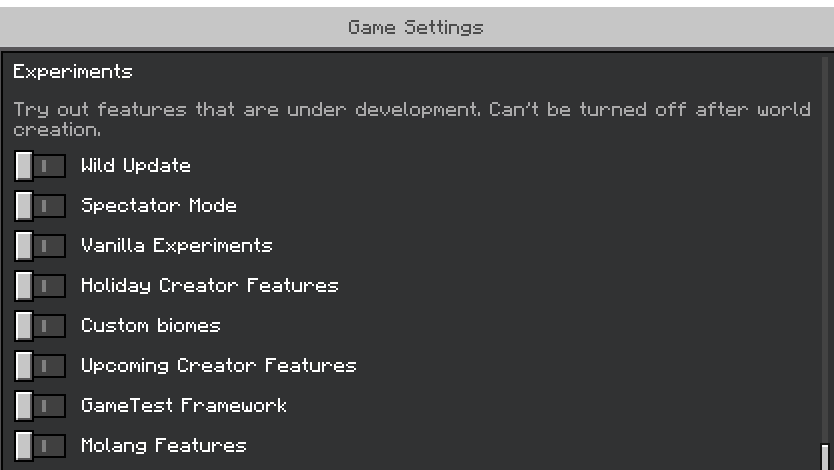 Game Settings
Experiments
Try out features that are under development. Can't be turned off after world
creation.
Wild Update
Spectator Mode
Vanilla Experiments
Holiday Creator Features
Custom biomes
Upcoming Creator Features
GameTest Framework
Molang Features